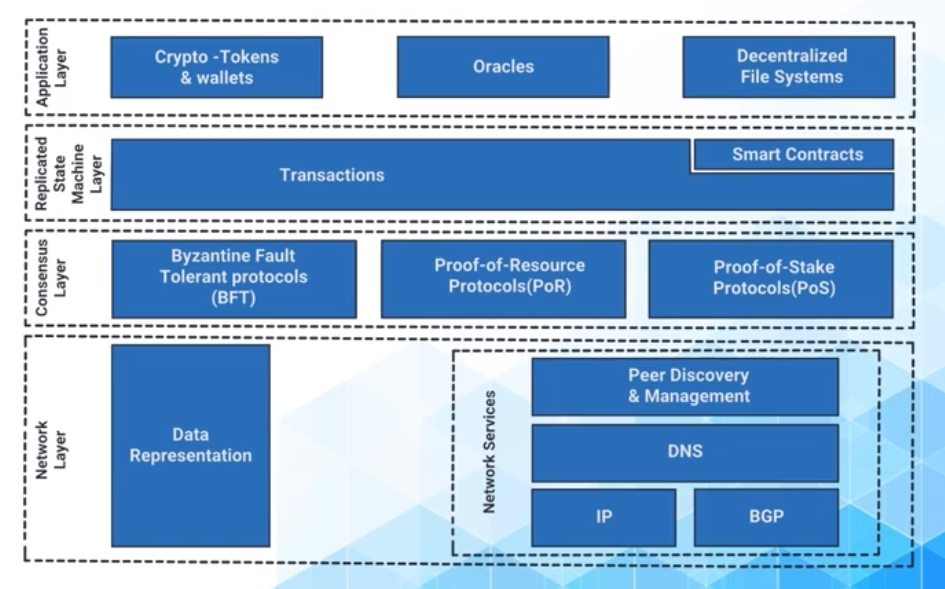 Application
Layer
Crypto -Tokens
& wallets
Oracles
Decentralized
File Systems
Replicated
State
Machine
Layer
Transactions
Smart Contracts
Consensus
Layer
Byzantine Fault
Tolerant protocols
(BFT)
Proof-of-Resource
Protocols(PoR)
Proof-of-Stake
Protocols(PoS)
Network
Layer
Data
Representation
Network Services
Peer Discovery
& Management
DNS
IP
BGP